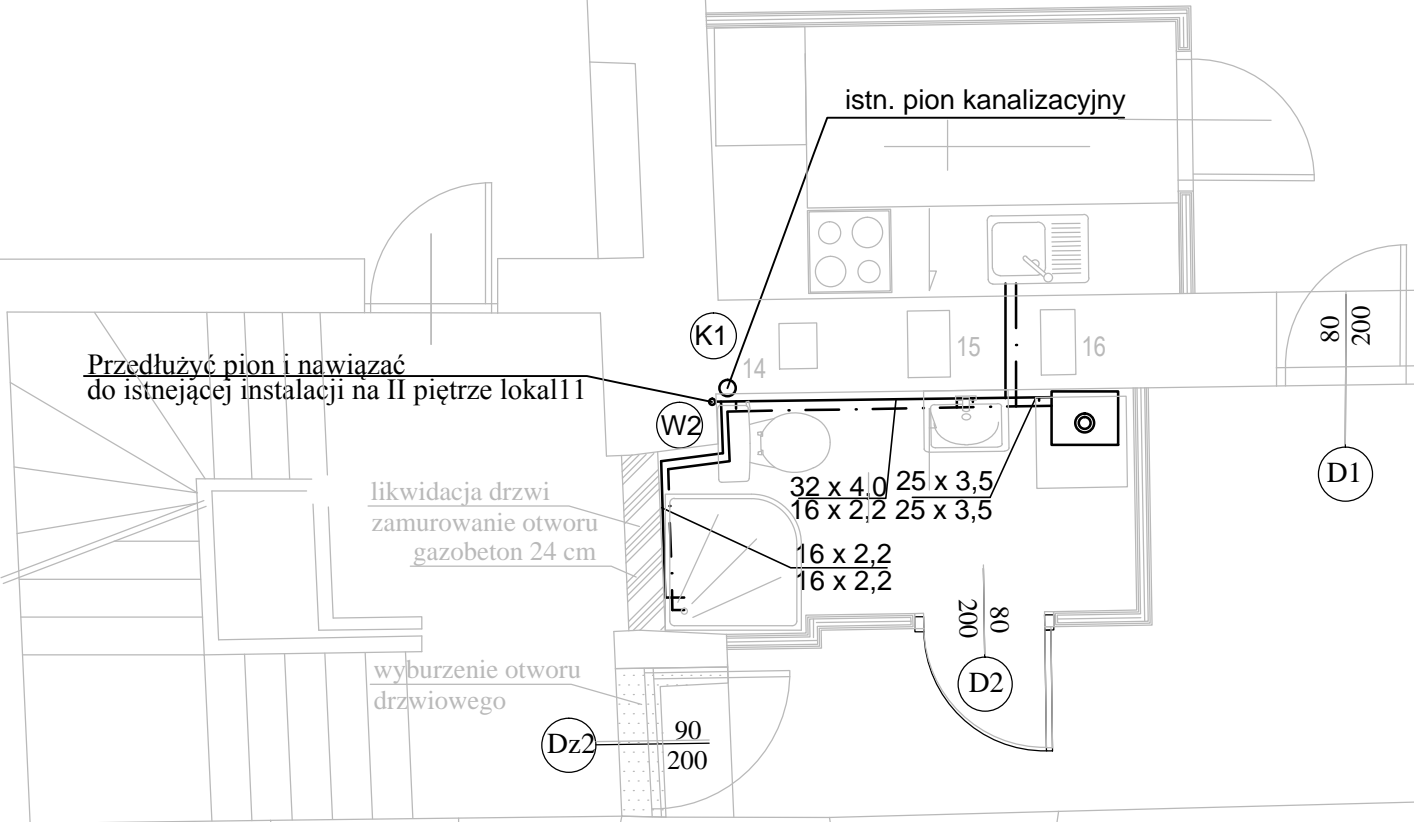 istn. pion kanalizacyjny
80
200
K1
14
15
16
Przedłużyć pion i nawiązać
do istnejącej instalacji na II piętrze lokal11
W2
D1
32 x 4,0
16 x 2,2
25 x 3,5
25 x 3,5
likwidacja drzwi
zamurowanie otworu
gazobeton 24 cm
16 x 2,2
16 x 2,2
80
200
D2
wyburzenie otworu
drzwiowego
Dz2
90
200